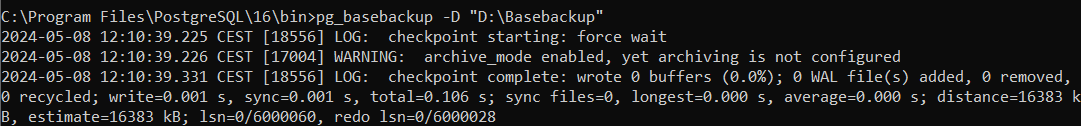 C:\Program Files\PostgreSQL\16\bin>pg_basebackup -D "D:\Basebackup"
2024-05-08 12:10:39.225 CEST [18556] LOG:  checkpoint starting: force wait
2024-05-08 12:10:39.226 CEST [17004] WARNING:  archive_mode enabled, yet archiving is not configured
2024-05-08 12:10:39.331 CEST [18556] LOG:  checkpoint complete: wrote 0 buffers (0.0%); 0 WAL file(s) added, 0 removed,
0 recycled; write=0.001 s, sync=0.001 s, total=0.106 s; sync files=0, longest=0.000 s, average=0.000 s; distance=16383 k
B, estimate=16383 kB; lsn=0/6000060, redo lsn=0/6000028